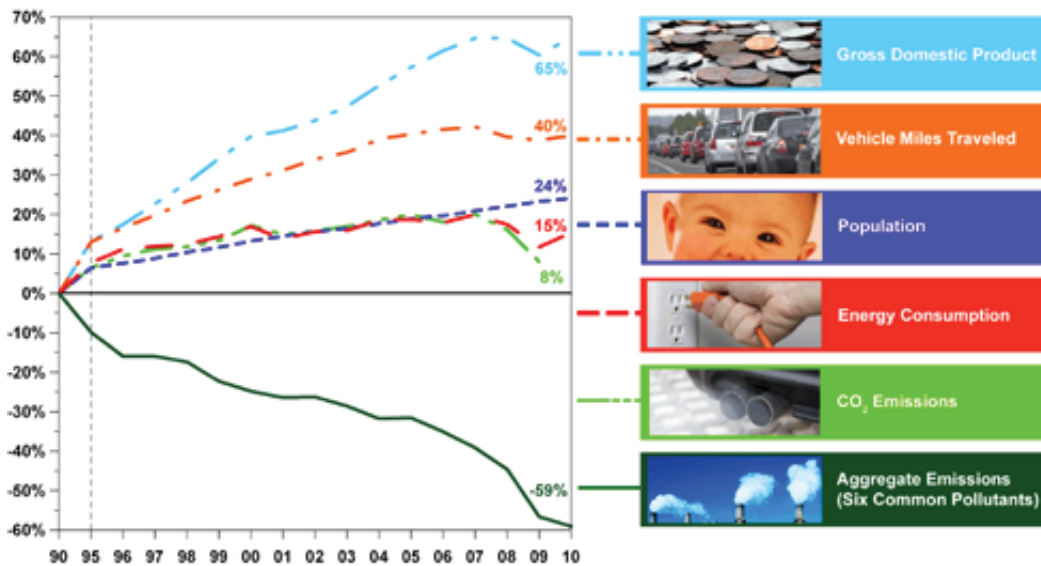 70%
60%
50%
40%
30%
20%
10%
0%
-10%
-20%
-30%
-40%
-50%
-60%
90 95 96 97 98 99 00 01 02 03 04 05 06 07 08 09 10
65%
40%
24%
15%
8%
-59%
Gross Domestic Product
Vehicle Miles Traveled
Population
Energy Consumption
CO₂ Emissions
Aggregate Emissions
(Six Common Pollutants)